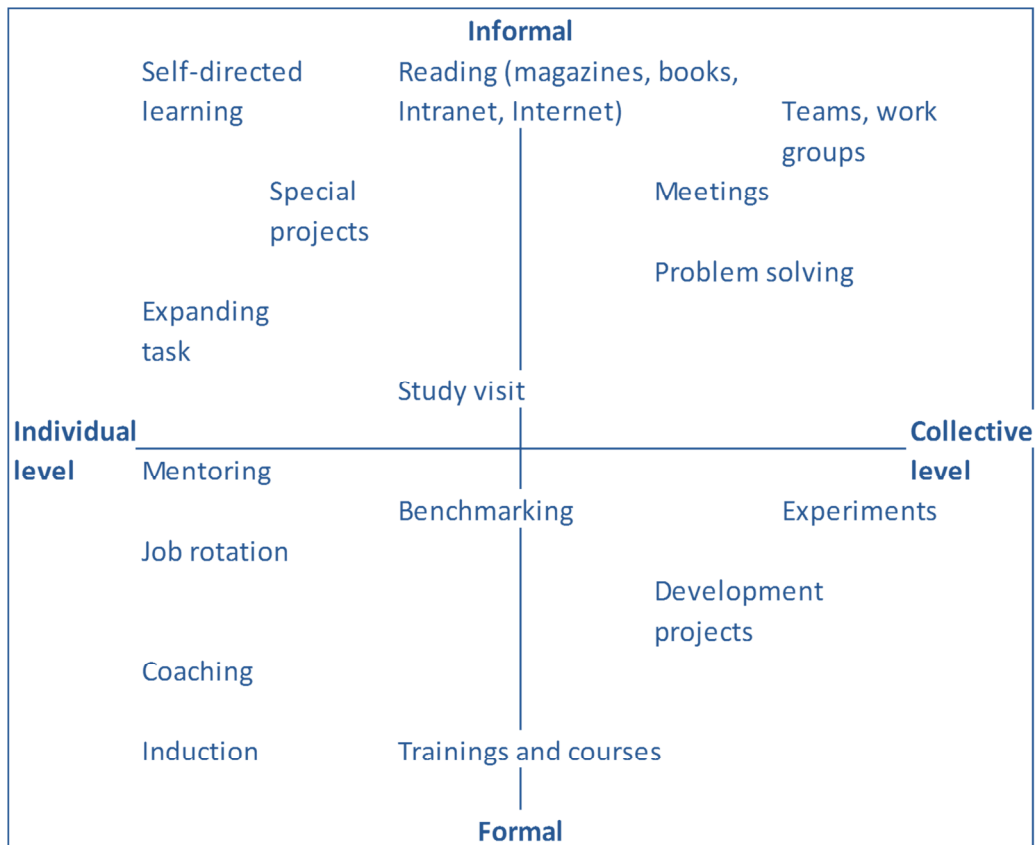 Informal
Self-directed Reading (magazines, books,
learning Intranet, Internet) Teams, work
groups
Special Meetings
projects
Problem solving
Expanding
task
Study visit
Individual Collective
level Mentoring level
Benchmarking Experiments
Job rotation
Development
projects
Coaching
Induction Trainings and courses
Formal